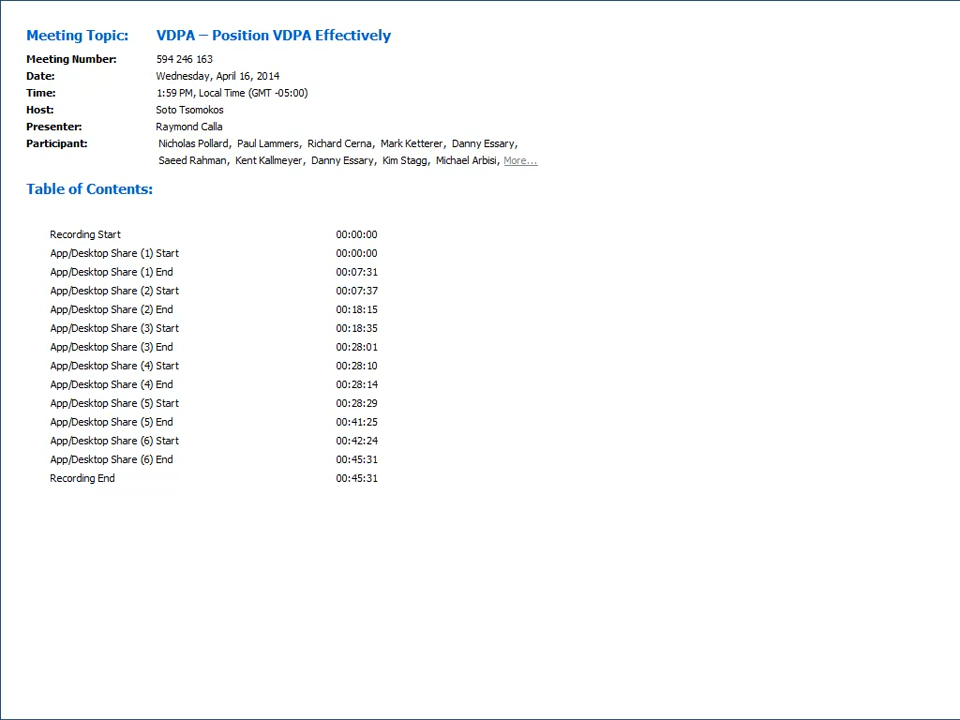 Meeting Topic: VDPA – Position VDPA Effectively
Meeting Number: 594 246 163
Date: Wednesday, April 16, 2014
Time: 1:59 PM, Local Time (GMT -05:00)
Host: Soto Tsomokos
Presenter: Raymond Calla
Participant: Nicholas Pollard, Paul Lammers, Richard Cerna, Mark Ketterer, Danny Essary,
Saeed Rahman, Kent Kallmeyer, Danny Essary, Kim Stagg, Michael Arbisi, More...
Table of Contents:
Recording Start 00:00:00
App/Desktop Share (1) Start 00:00:00
App/Desktop Share (1) End 00:07:31
App/Desktop Share (2) Start 00:07:37
App/Desktop Share (2) End 00:18:15
App/Desktop Share (3) Start 00:18:35
App/Desktop Share (3) End 00:28:01
App/Desktop Share (4) Start 00:28:10
App/Desktop Share (4) End 00:28:14
App/Desktop Share (5) Start 00:28:29
App/Desktop Share (5) End 00:41:25
App/Desktop Share (6) Start 00:42:24
App/Desktop Share (6) End 00:45:31
Recording End 00:45:31